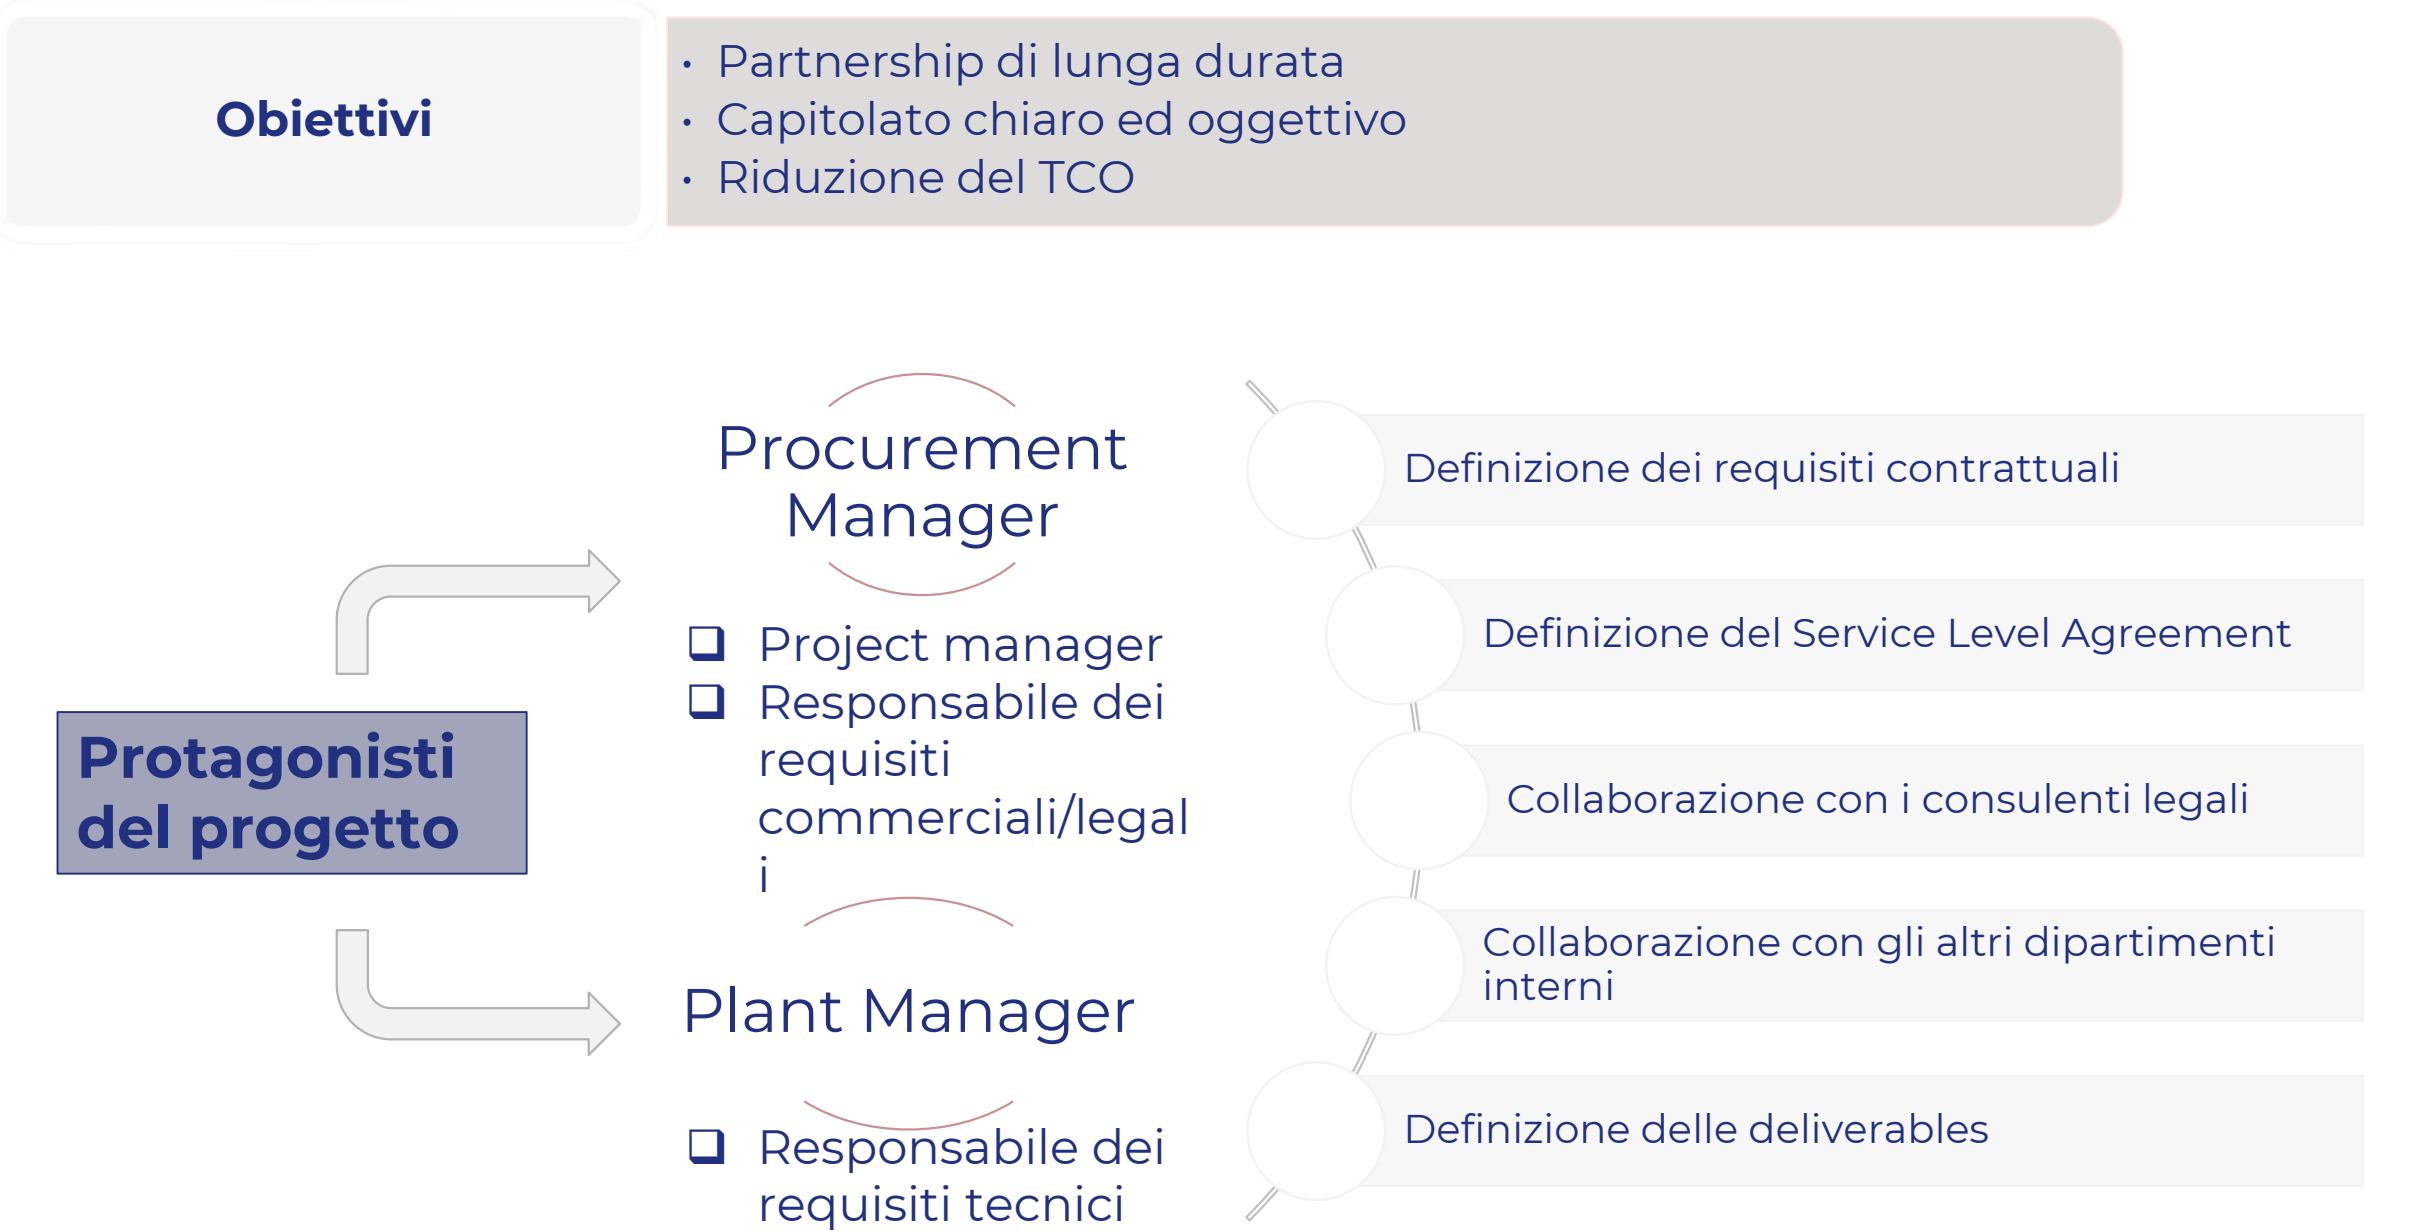 Obiettivi
• Partnership di lunga durata
• Capitolato chiaro ed oggettivo
• Riduzione del TCO
Protagonisti
del progetto
Procurement
Manager
❑ Project manager
❑ Responsabile dei
requisiti
commerciali/legal
i
Plant Manager
❑ Responsabile dei
requisiti tecnici
Definizione dei requisiti contrattuali
Definizione del Service Level Agreement
Collaborazione con i consulenti legali
Collaborazione con gli altri dipartimenti
interni
Definizione delle deliverables